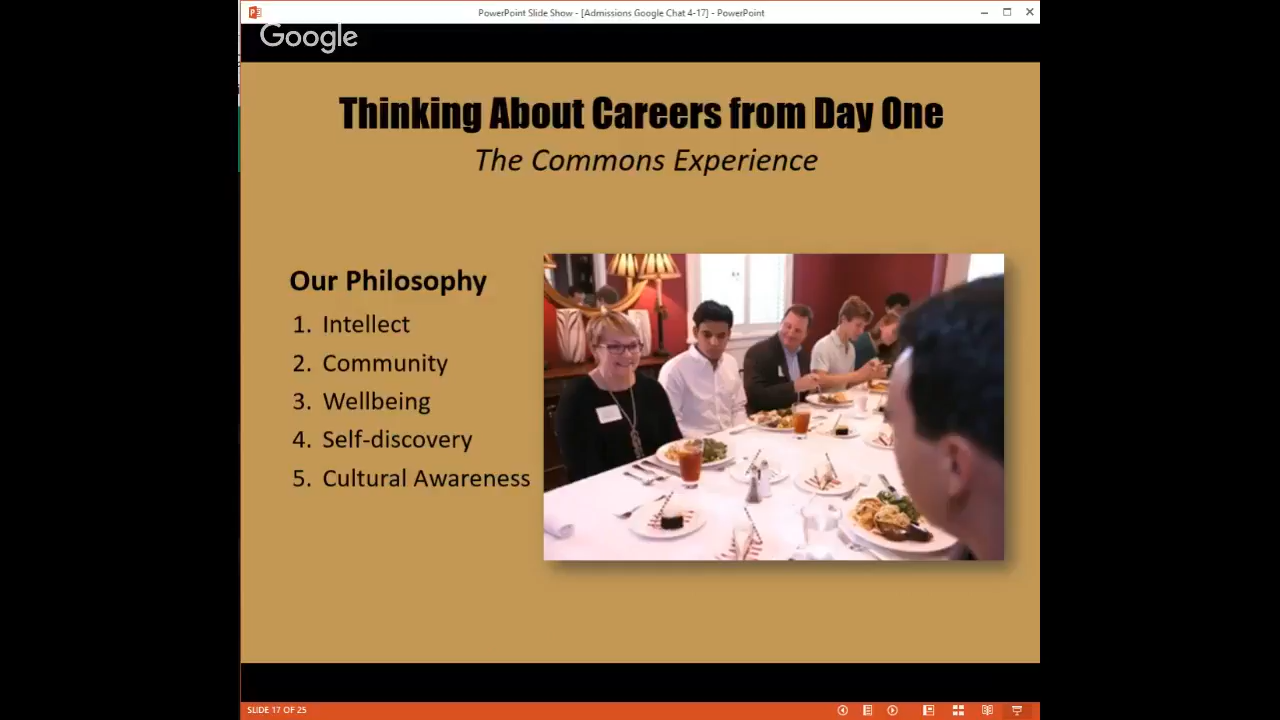 PowerPoint Slide Show - [Admissions Google Chat 4-17] - PowerPoint
Google
Thinking About Careers from Day One
The Commons Experience
Our Philosophy
1. Intellect
2. Community
3. Wellbeing
4. Self-discovery
5. Cultural Awareness
SLIDE 17 OF 25